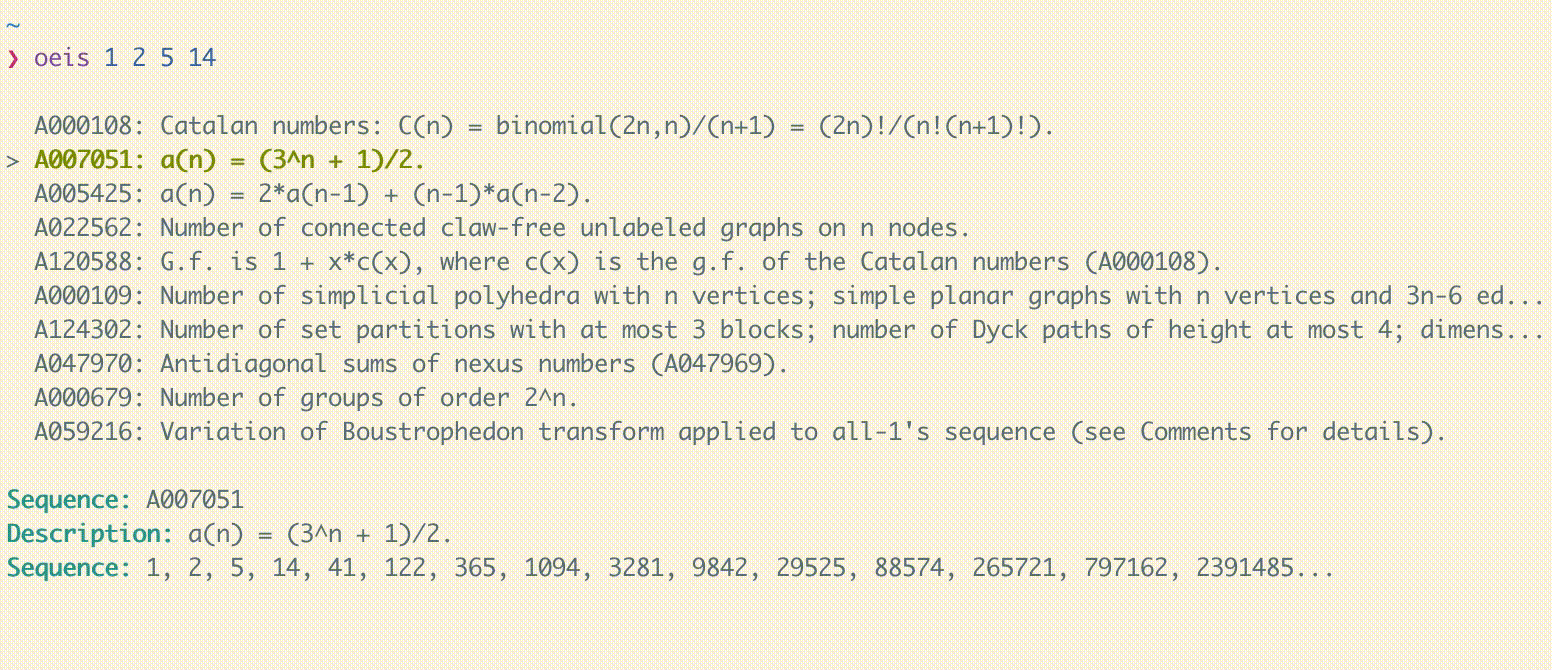 ~
❯ oeis 1 2 5 14
A000108: Catalan numbers: C(n) = binomial(2n,n)/(n+1) = (2n)!/(n!(n+1)!).
> A007051: a(n) = (3^n + 1)/2.
A005425: a(n) = 2*a(n-1) + (n-1)*a(n-2).
A022562: Number of connected claw-free unlabeled graphs on n nodes.
A120588: G.f. is 1 + x*c(x), where c(x) is the g.f. of the Catalan numbers (A000108).
A000109: Number of simplicial polyhedra with n vertices; simple planar graphs with n vertices and 3n-6 ed...
A124302: Number of set partitions with at most 3 blocks; number of Dyck paths of height at most 4; dimens...
A047970: Antidiagonal sums of nexus numbers (A047969).
A000679: Number of groups of order 2^n.
A059216: Variation of Boustrophedon transform applied to all-1's sequence (see Comments for details).
Sequence: A007051
Description: a(n) = (3^n + 1)/2.
Sequence: 1, 2, 5, 14, 41, 122, 365, 1094, 3281, 9842, 29525, 88574, 265721, 797162, 2391485...